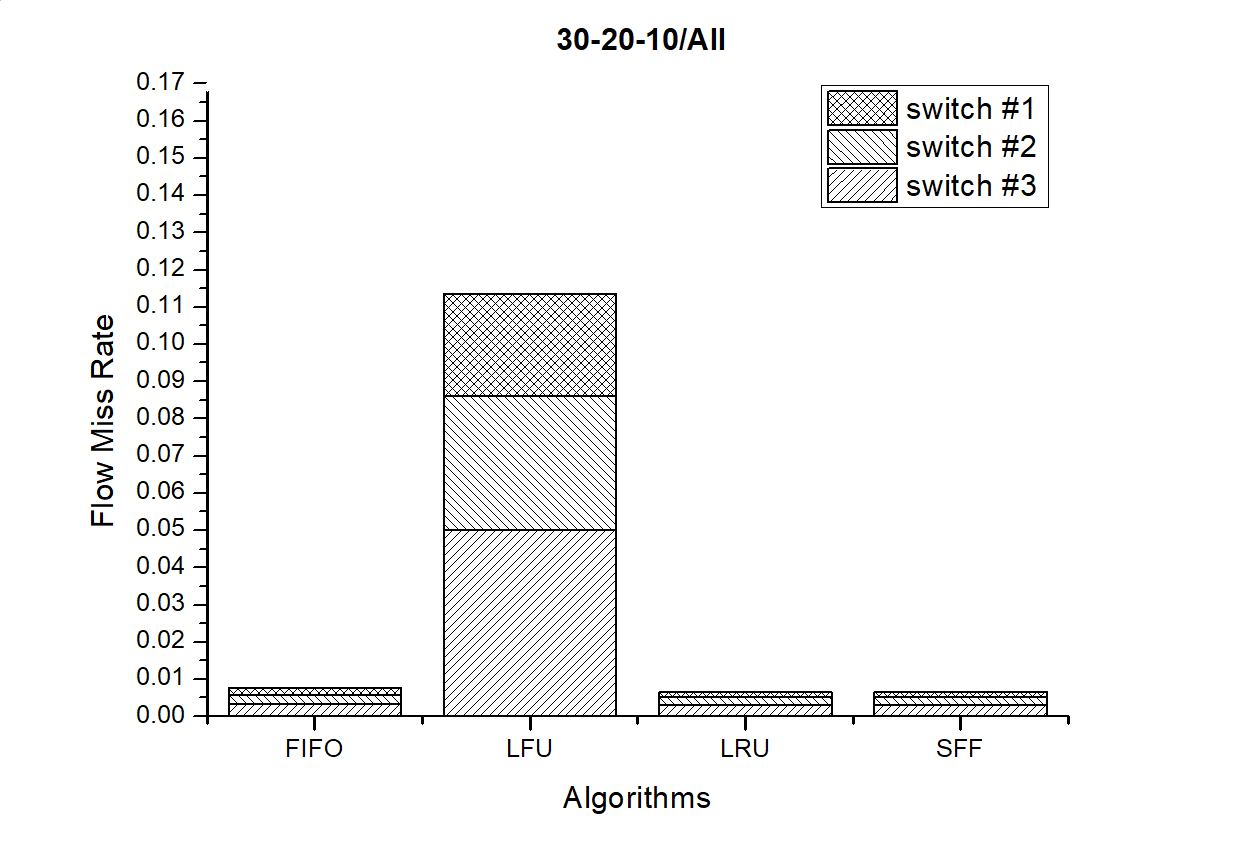 30-20-10/All
switch #1
switch #2
switch #3
0.17
0.16
0.15
0.14
0.13
0.12
0.11
0.10
0.09
0.08
0.07
0.06
0.05
0.04
0.03
0.02
0.01
0.00
Flow Miss Rate
FIFO LFU LRU SFF
Algorithms